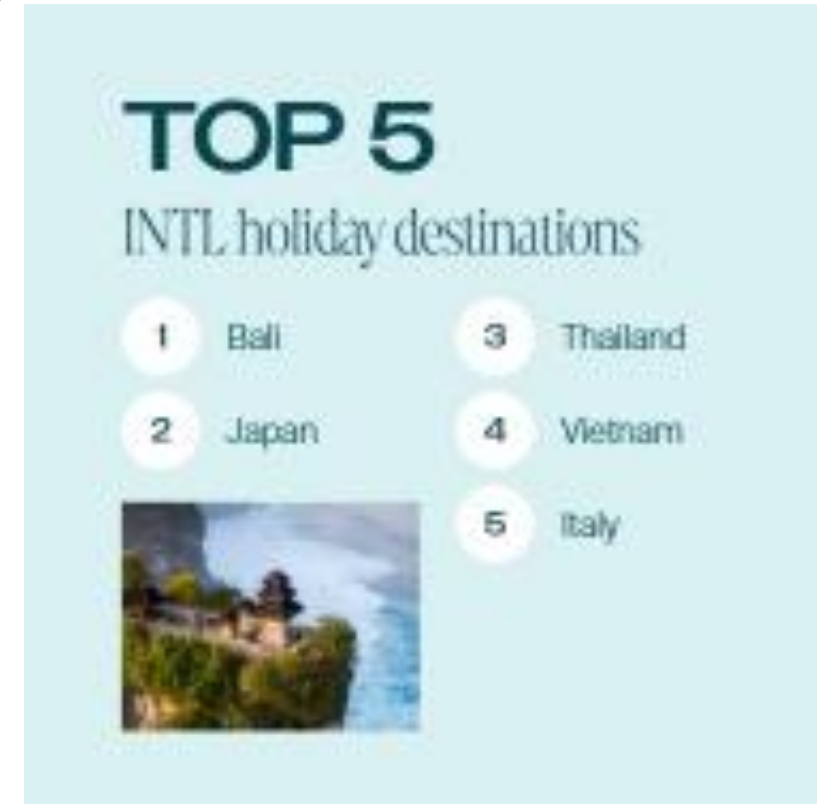 TOP 5
INTL holiday destinations
1 Bali
2 Japan
3 Thailand
4 Vietnam
5 Italy